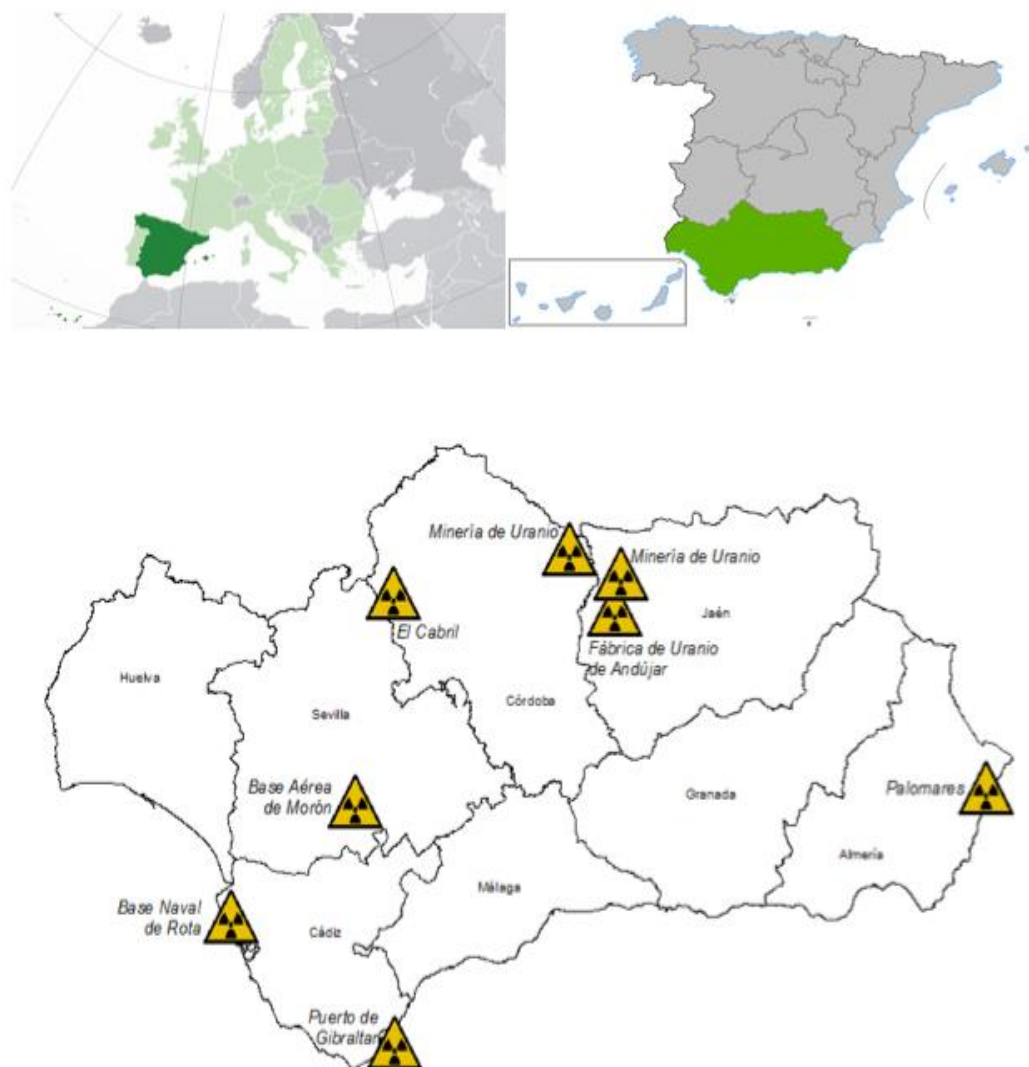 Minería de Uranio
Minería de Uranio
El Cabril
Jaén
Fábrica de Uranio
de Andújar
Huelva
Sevilla
Córdoba
Base Aérea
de Morón
Granada
Palomares
Almería
Málaga
Base Naval
de Rota
Cádiz
Puerto de
Gibraltar